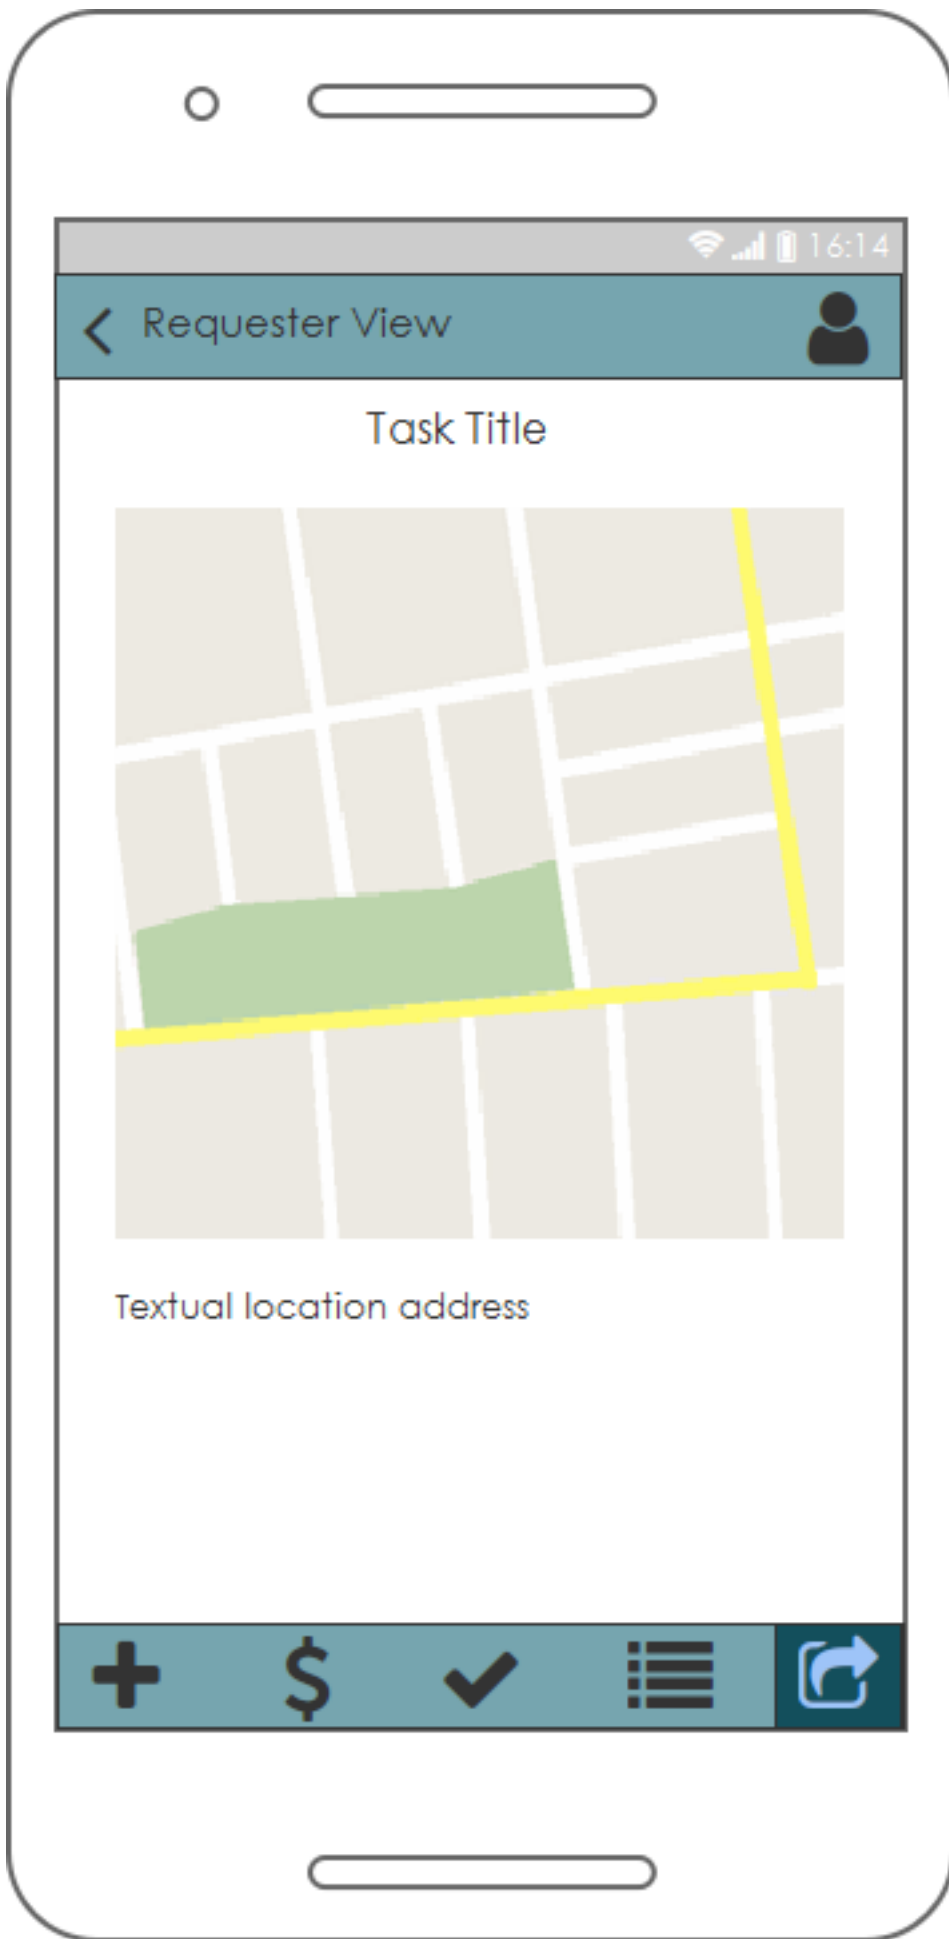 16:14
Requester View
Task Title
Textual location address
$